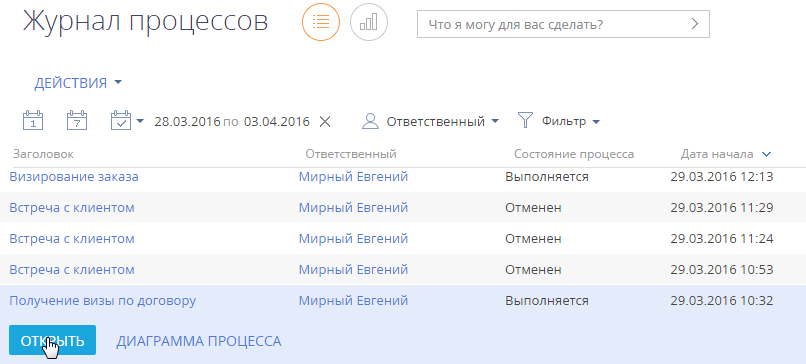 Журнал процессов
Что я могу для вас сделать?
ДЕЙСТВИЯ
1 7 28.03.2016 по 03.04.2016 Ответственный Фильтр
Заголовок Ответственный Состояние процесса Дата начала
Визирование заказа Мирный Евгений Выполняется 29.03.2016 12:13
Встреча с клиентом Мирный Евгений Отменен 29.03.2016 11:29
Встреча с клиентом Мирный Евгений Отменен 29.03.2016 11:24
Встреча с клиентом Мирный Евгений Отменен 29.03.2016 10:53
Получение визы по договору Мирный Евгений Выполняется 29.03.2016 10:32
ОТКРЫТЬ ДИАГРАММА ПРОЦЕССА